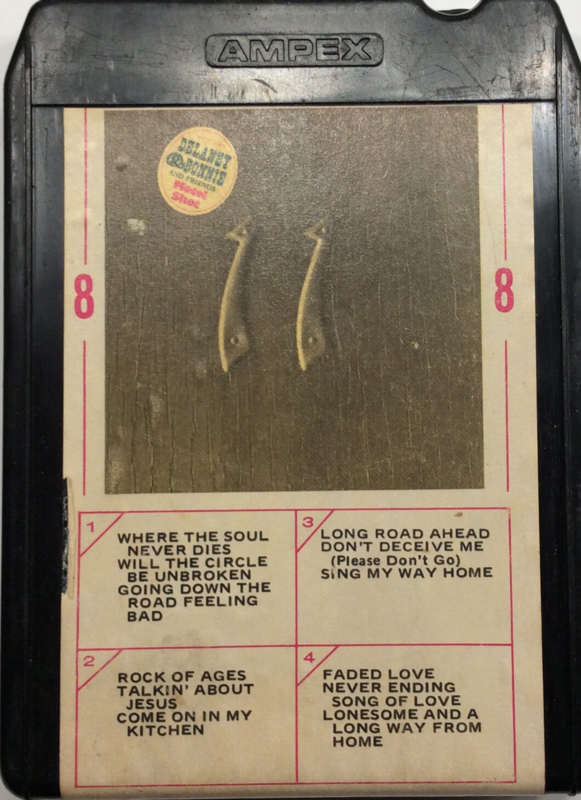 AMPEX
DELANEY
& BONNIE
AND FRIENDS
Motel
Shot
8
8
1
WHERE THE SOUL
NEVER DIES
WILL THE CIRCLE
BE UNBROKEN
GOING DOWN THE
ROAD FEELING
BAD
2
ROCK OF AGES
TALKIN' ABOUT
JESUS
COME ON IN MY
KITCHEN
3
LONG ROAD AHEAD
DON'T DECEIVE ME
(Please Don't Go)
SING MY WAY HOME
4
FADED LOVE
NEVER ENDING
SONG OF LOVE
LONESOME AND A
LONG WAY FROM
HOME